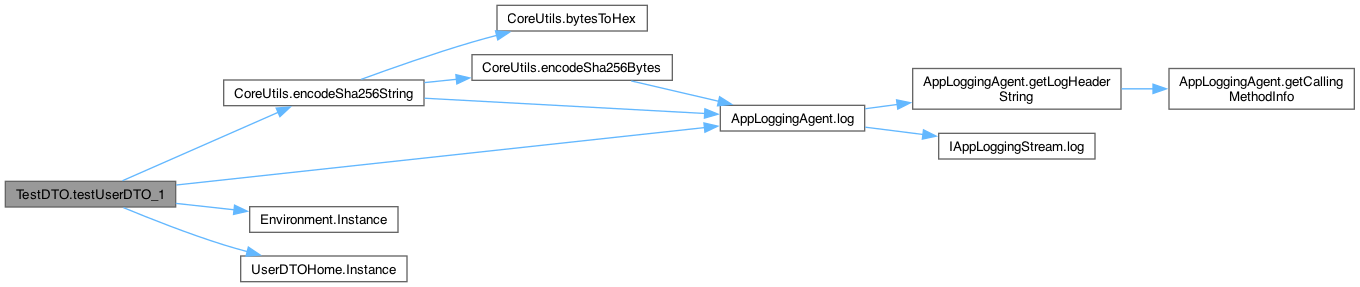 CoreUtils.bytesToHex
CoreUtils.encodeSha256Bytes
CoreUtils.encodeSha256String
AppLoggingAgent.getLogHeader
String
AppLoggingAgent.getCalling
MethodInfo
AppLoggingAgent.log
IAppLoggingStream.log
TestDTO.testUserDTO_1
Environment.Instance
UserDTOHome.Instance